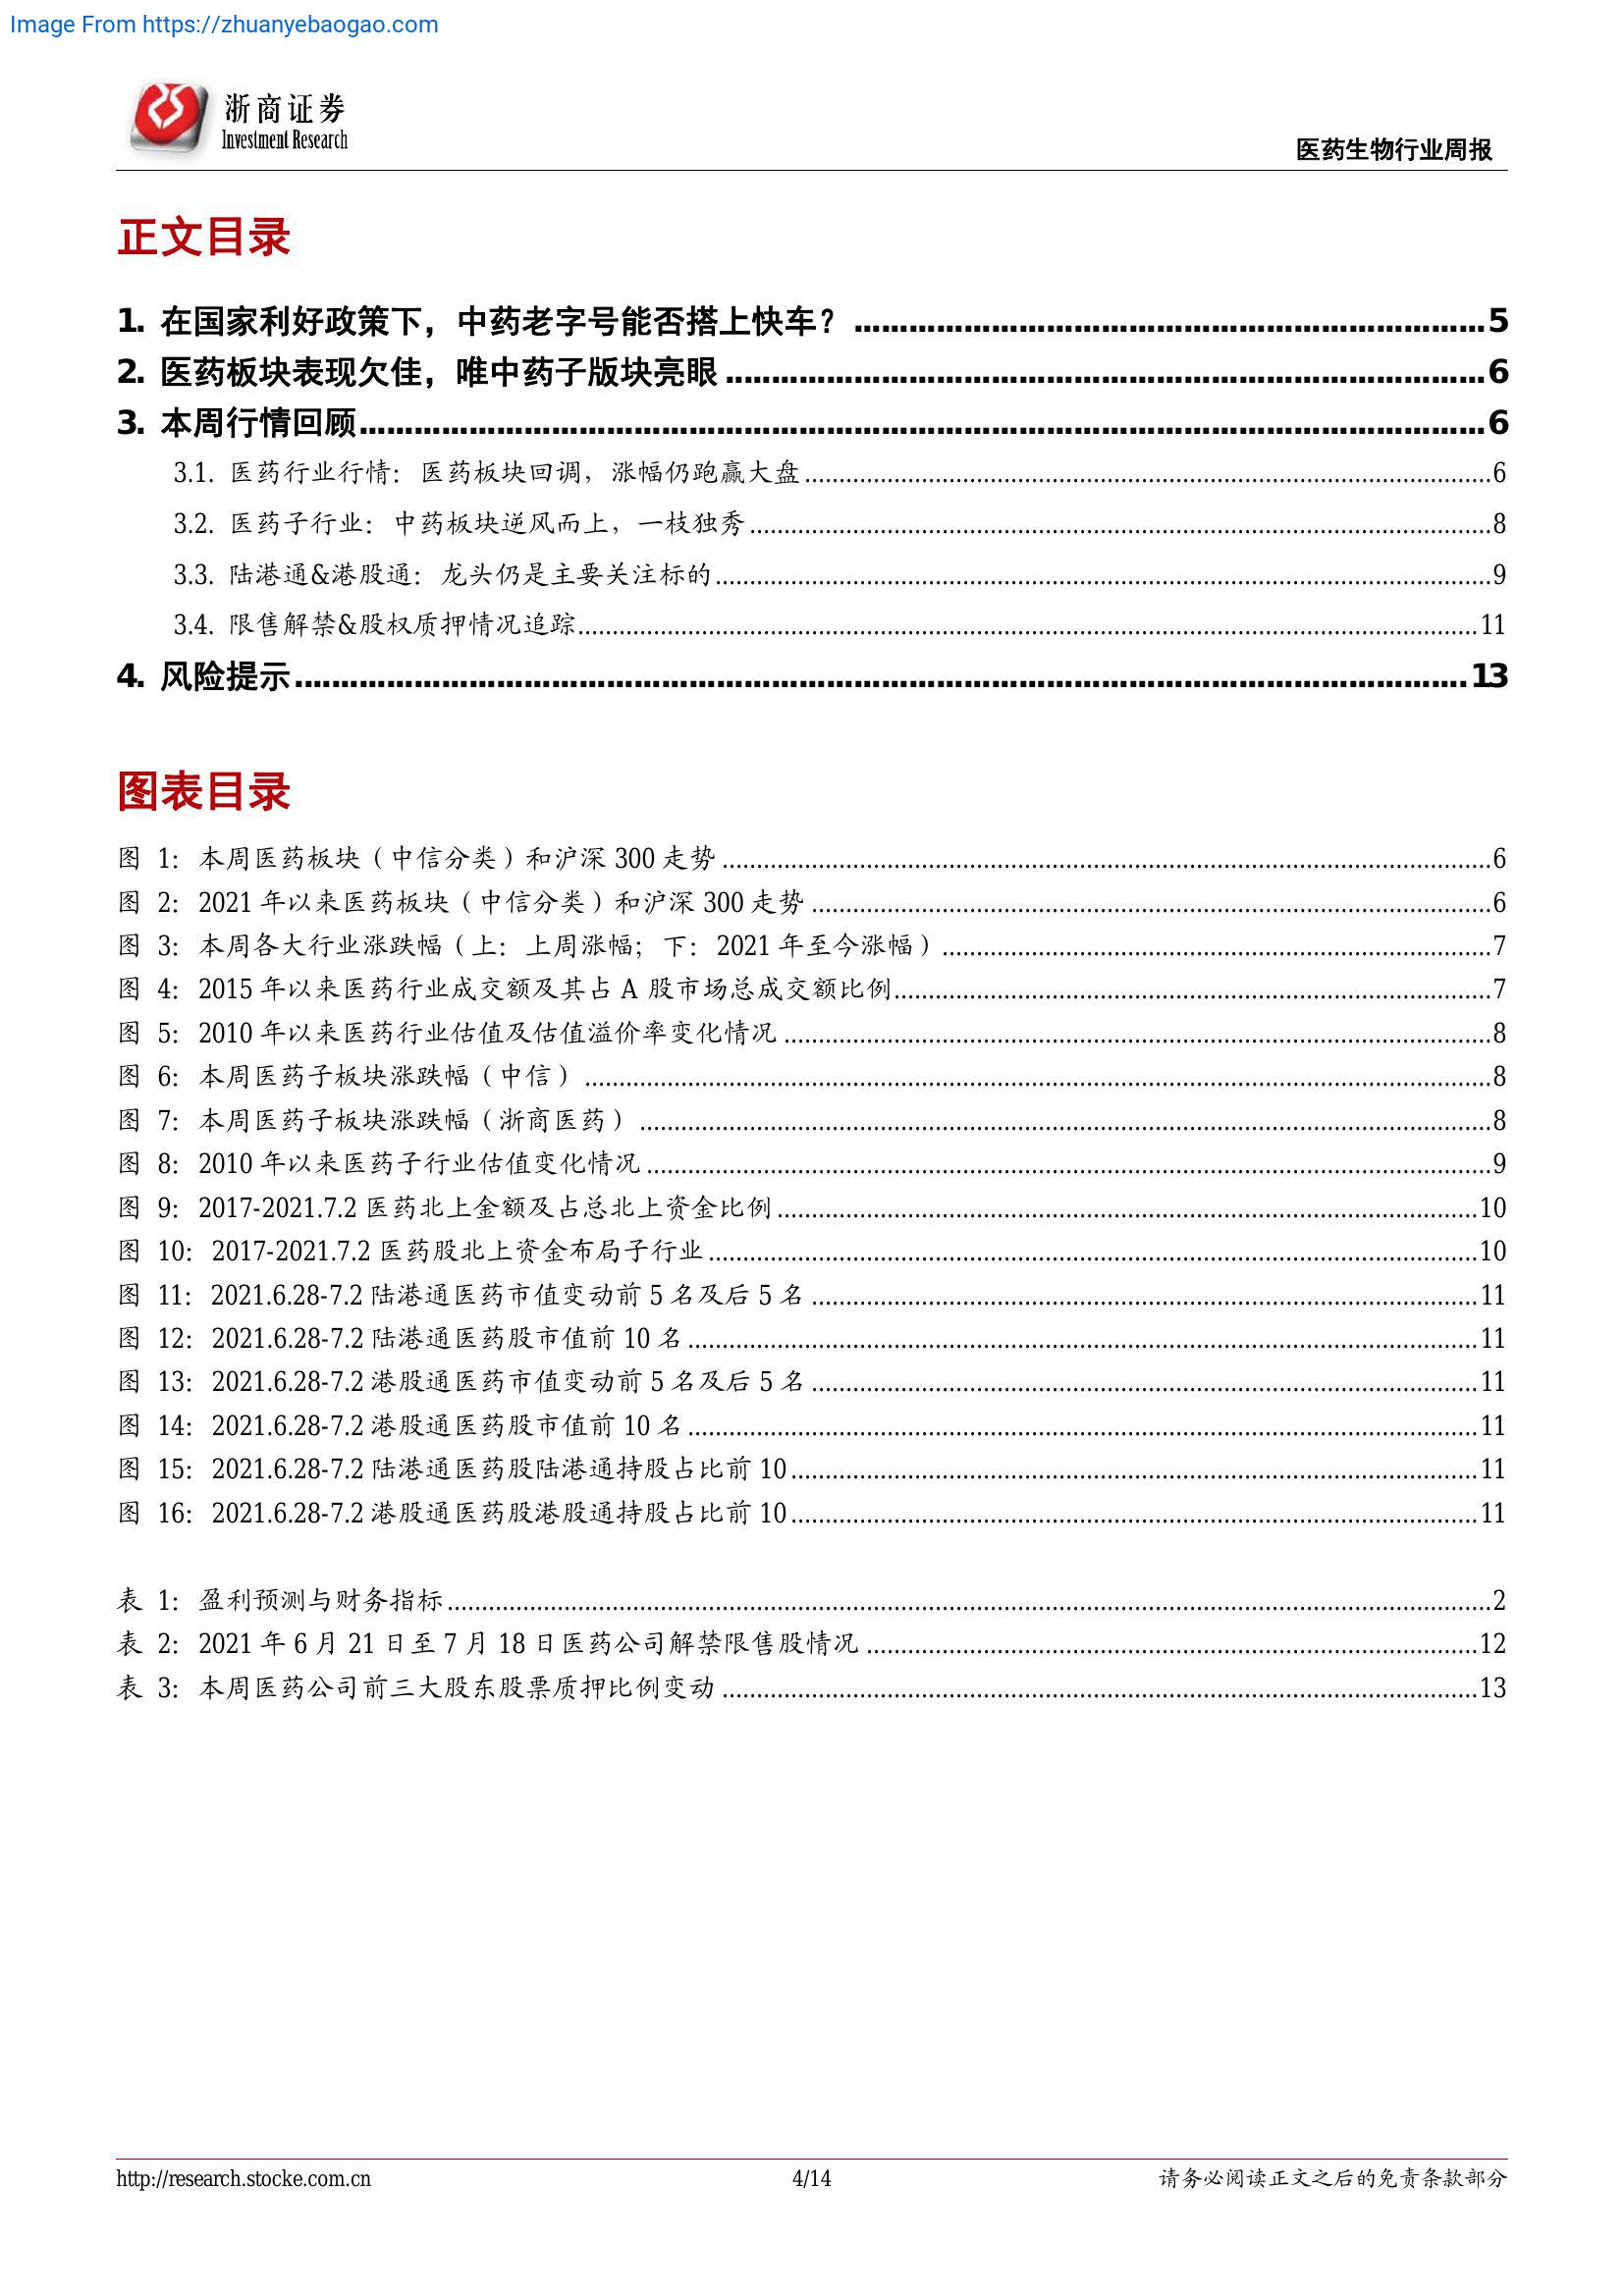 Image From https://zhuanyebaogao.com
浙商证券
Investment Research
医药生物行业周报
正文目录
1. 在国家利好政策下，中药老字号能否搭上快车？ ........................................ 5
2. 医药板块表现欠佳，唯中药子版块亮眼 ........................................ 6
3. 本周行情回顾 ........................................ 6
3.1. 医药行业行情：医药板块回调，涨幅仍跑赢大盘 ........................................ 6
3.2. 医药子行业：中药板块逆风而上，一枝独秀 ........................................ 8
3.3. 陆港通&港股通：龙头仍是主要关注标的 ........................................ 9
3.4. 限售解禁&股权质押情况追踪 ........................................ 11
4. 风险提示 ........................................ 13
图表目录
图 1：本周医药板块（中信分类）和沪深 300 走势 ........................................ 6
图 2：2021 年以来医药板块（中信分类）和沪深 300 走势 ........................................ 6
图 3：本周各大行业涨跌幅（上：上周涨幅；下：2021 年至今涨幅） ........................................ 7
图 4：2015 年以来医药行业成交额及其占 A 股市场总成交额比例 ........................................ 7
图 5：2010 年以来医药行业估值及估值溢价率变化情况 ........................................ 8
图 6：本周医药子板块涨跌幅（中信） ........................................ 8
图 7：本周医药子板块涨跌幅（浙商医药） ........................................ 8
图 8：2010 年以来医药子行业估值变化情况 ........................................ 9
图 9：2017-2021.7.2 医药北上金额及占总北上资金比例 ........................................ 10
图 10：2017-2021.7.2 医药股北上资金布局子行业 ........................................ 10
图 11：2021.6.28-7.2 陆港通医药市值变动前 5 名及后 5 名 ........................................ 11
图 12：2021.6.28-7.2 陆港通医药股市值前 10 名 ........................................ 11
图 13：2021.6.28-7.2 港股通医药市值变动前 5 名及后 5 名 ........................................ 11
图 14：2021.6.28-7.2 港股通医药股市值前 10 名 ........................................ 11
图 15：2021.6.28-7.2 陆港通医药股陆港通持股占比前 10 ........................................ 11
图 16：2021.6.28-7.2 港股通医药股港股通持股占比前 10 ........................................ 11
表 1：盈利预测与财务指标 ........................................ 2
表 2：2021 年 6 月 21 日至 7 月 18 日医药公司解禁限售股情况 ........................................ 12
表 3：本周医药公司前三大股东股票质押比例变动 ........................................ 13
http://research.stocke.com.cn
4/14
请务必阅读正文之后的免责条款部分